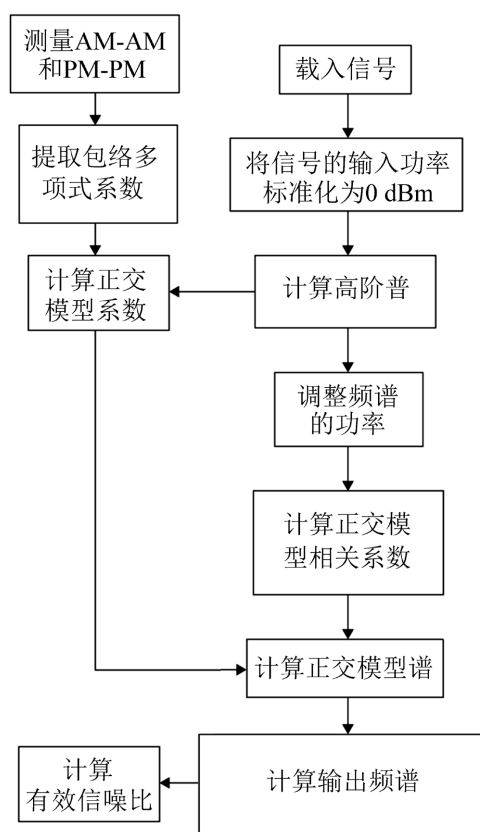 测量AM-AM
和PM-PM
载入信号
提取包络多
项式系数
将信号的输入功率
标准化为0 dBm
计算正交
模型系数
计算高阶普
调整频谱
的功率
计算正交模
型相关系数
计算正交模型谱
计算
有效信噪比
计算输出频谱